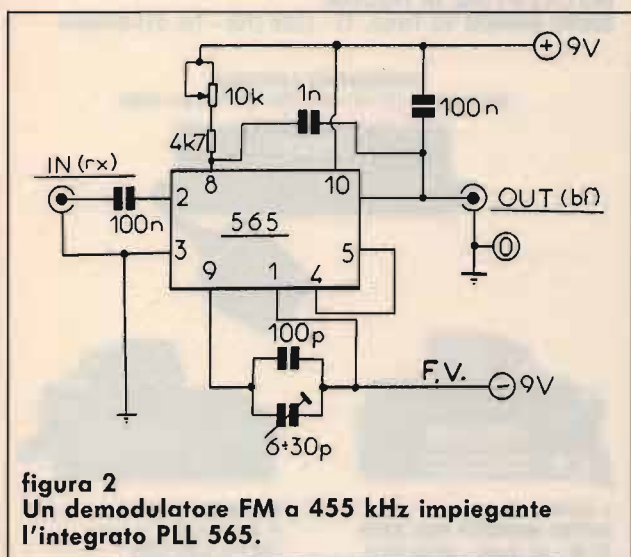 + 9V
10k
1n
100n
4k7
IN (rx)
8
10
100n
2
565
OUT (bf)
3
5
0
9
1
4
100p
F.V.
- 9V
6÷30p
figura 2
Un demodulatore FM a 455 kHz impiegante
l'integrato PLL 565.